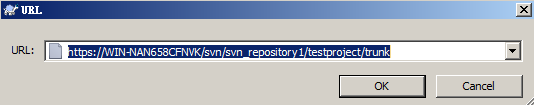 URL
URL:
https://WIN-NAN658CFNVK/svn/svn_repository1/testproject/trunk
OK
Cancel